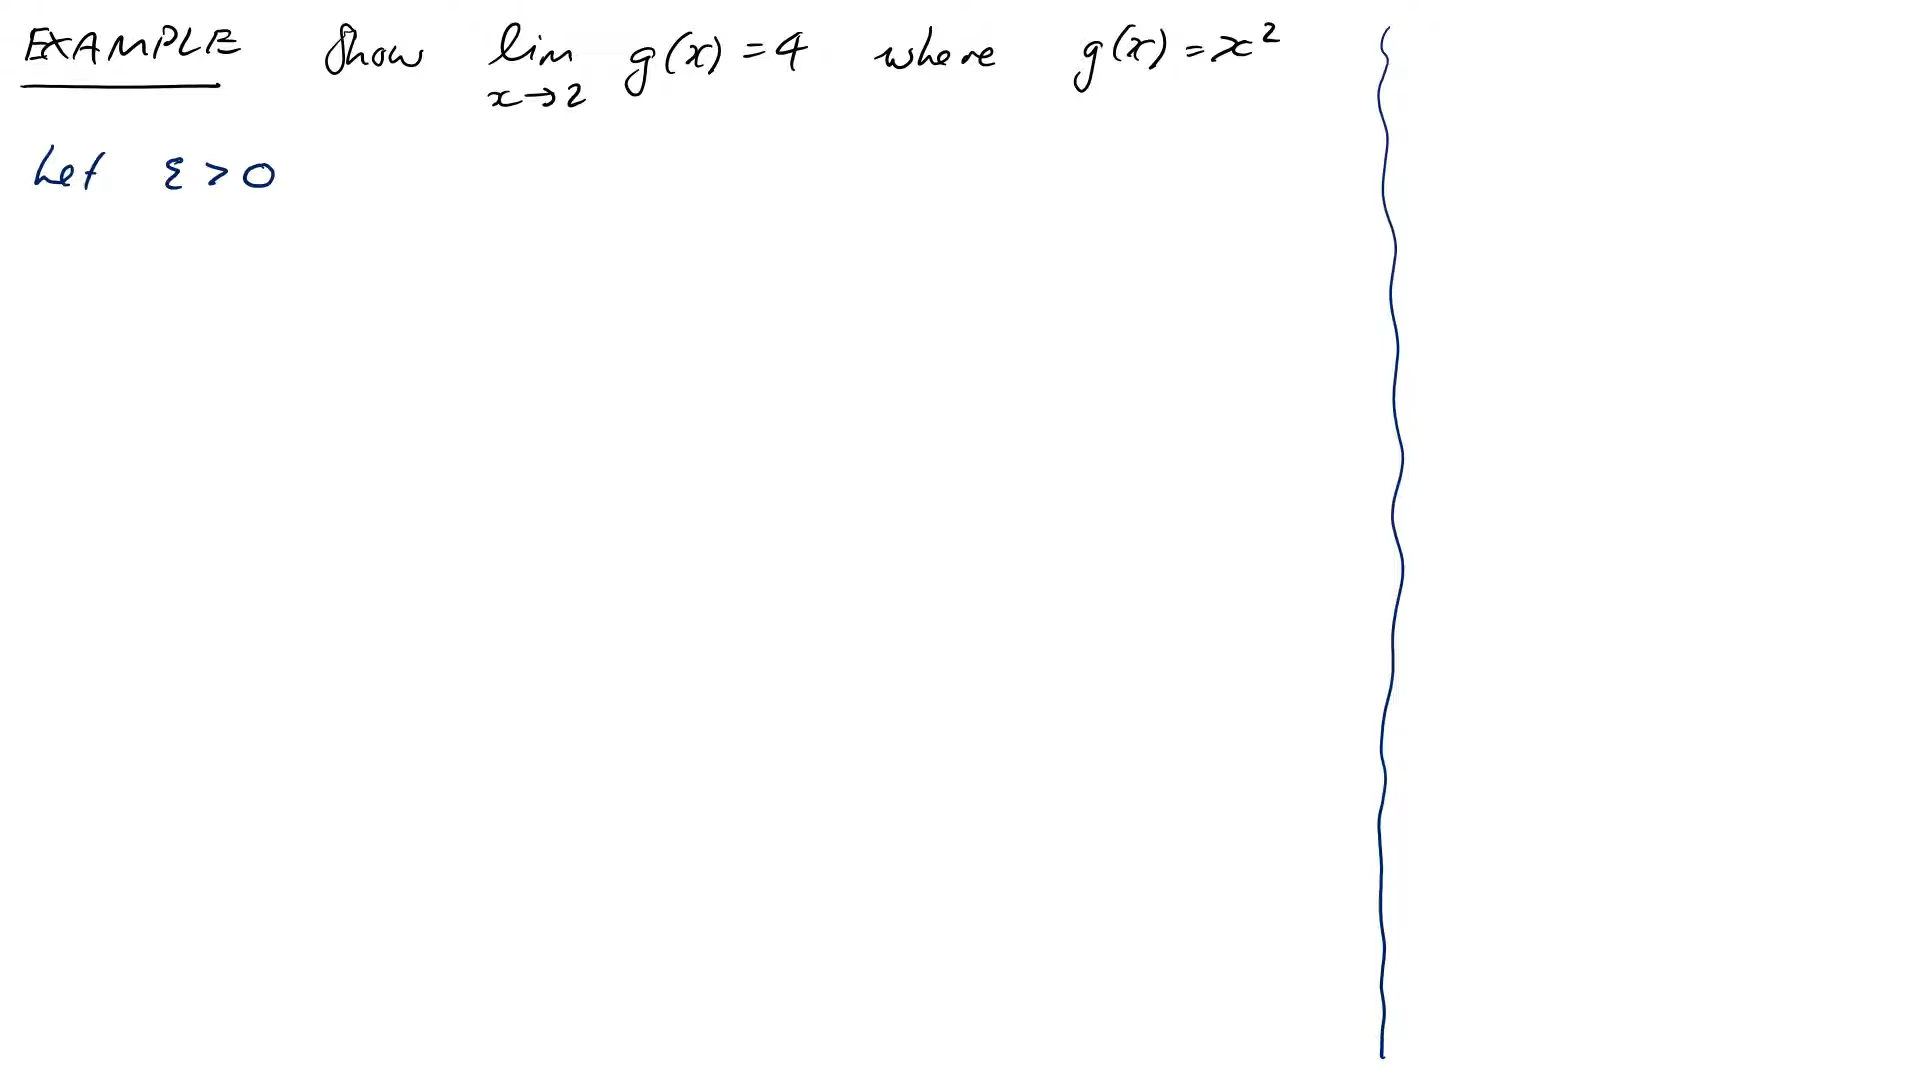 EXAMPLE Show lim g(x) = 4 where g(x) = x²
x → 2
Let ε > 0